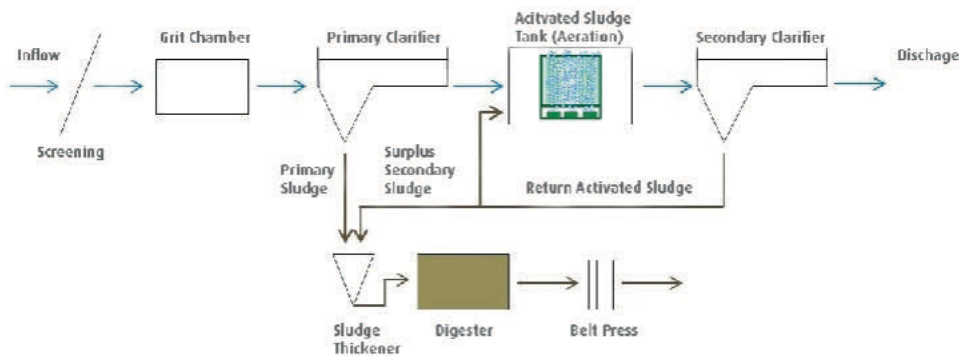 Inflow
Screening
Grit Chamber
Primary Clarifier
Acitvated Sludge
Tank (Aeration)
Secondary Clarifier
Dischage
Primary
Sludge
Surplus
Secondary
Sludge
Return Activated Sludge
Sludge
Thickener
Digester
Belt Press